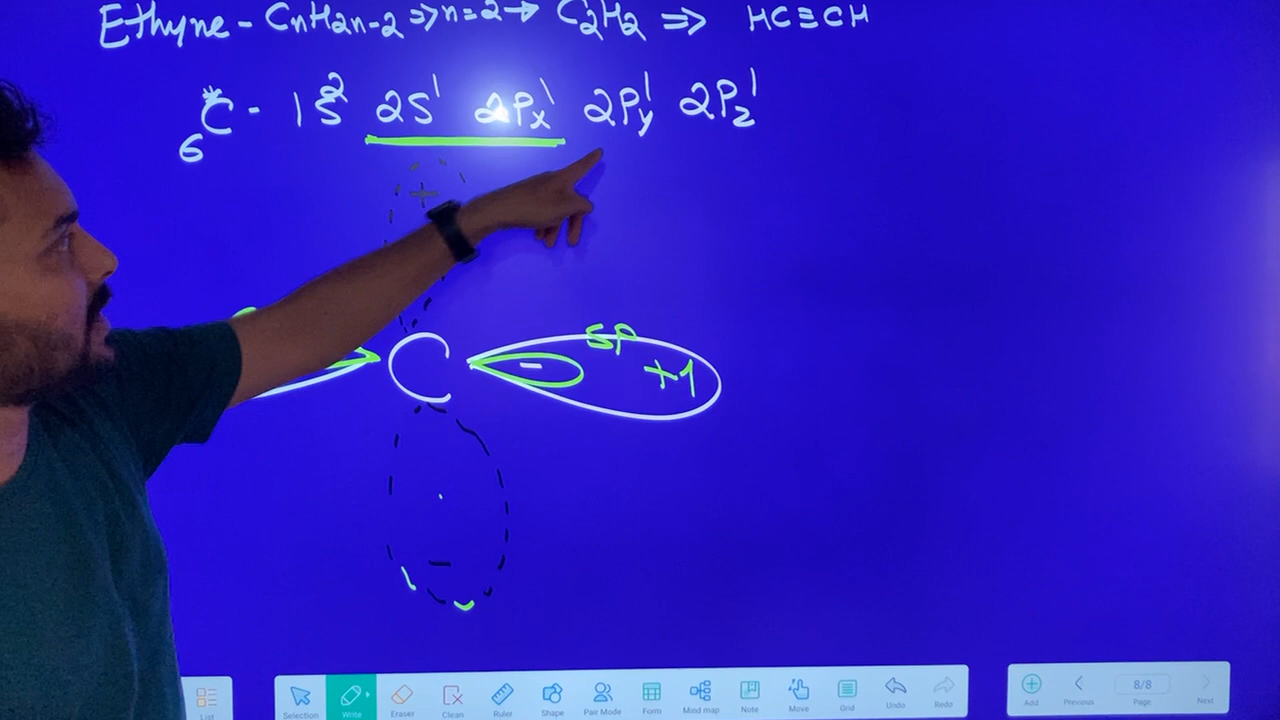 Ethyne - CnH2n-2 => n=2 → C2H2 => HC≡CH
6C* - 1S² 2S¹ 2Px¹ 2Py¹ 2Pz¹
+
SP
C - +1
-
List Selection Write Eraser Clean Ruler Shape Pair Mode Form Mind map Note Move Grid Undo Redo Add Previous 8/8 Page Next